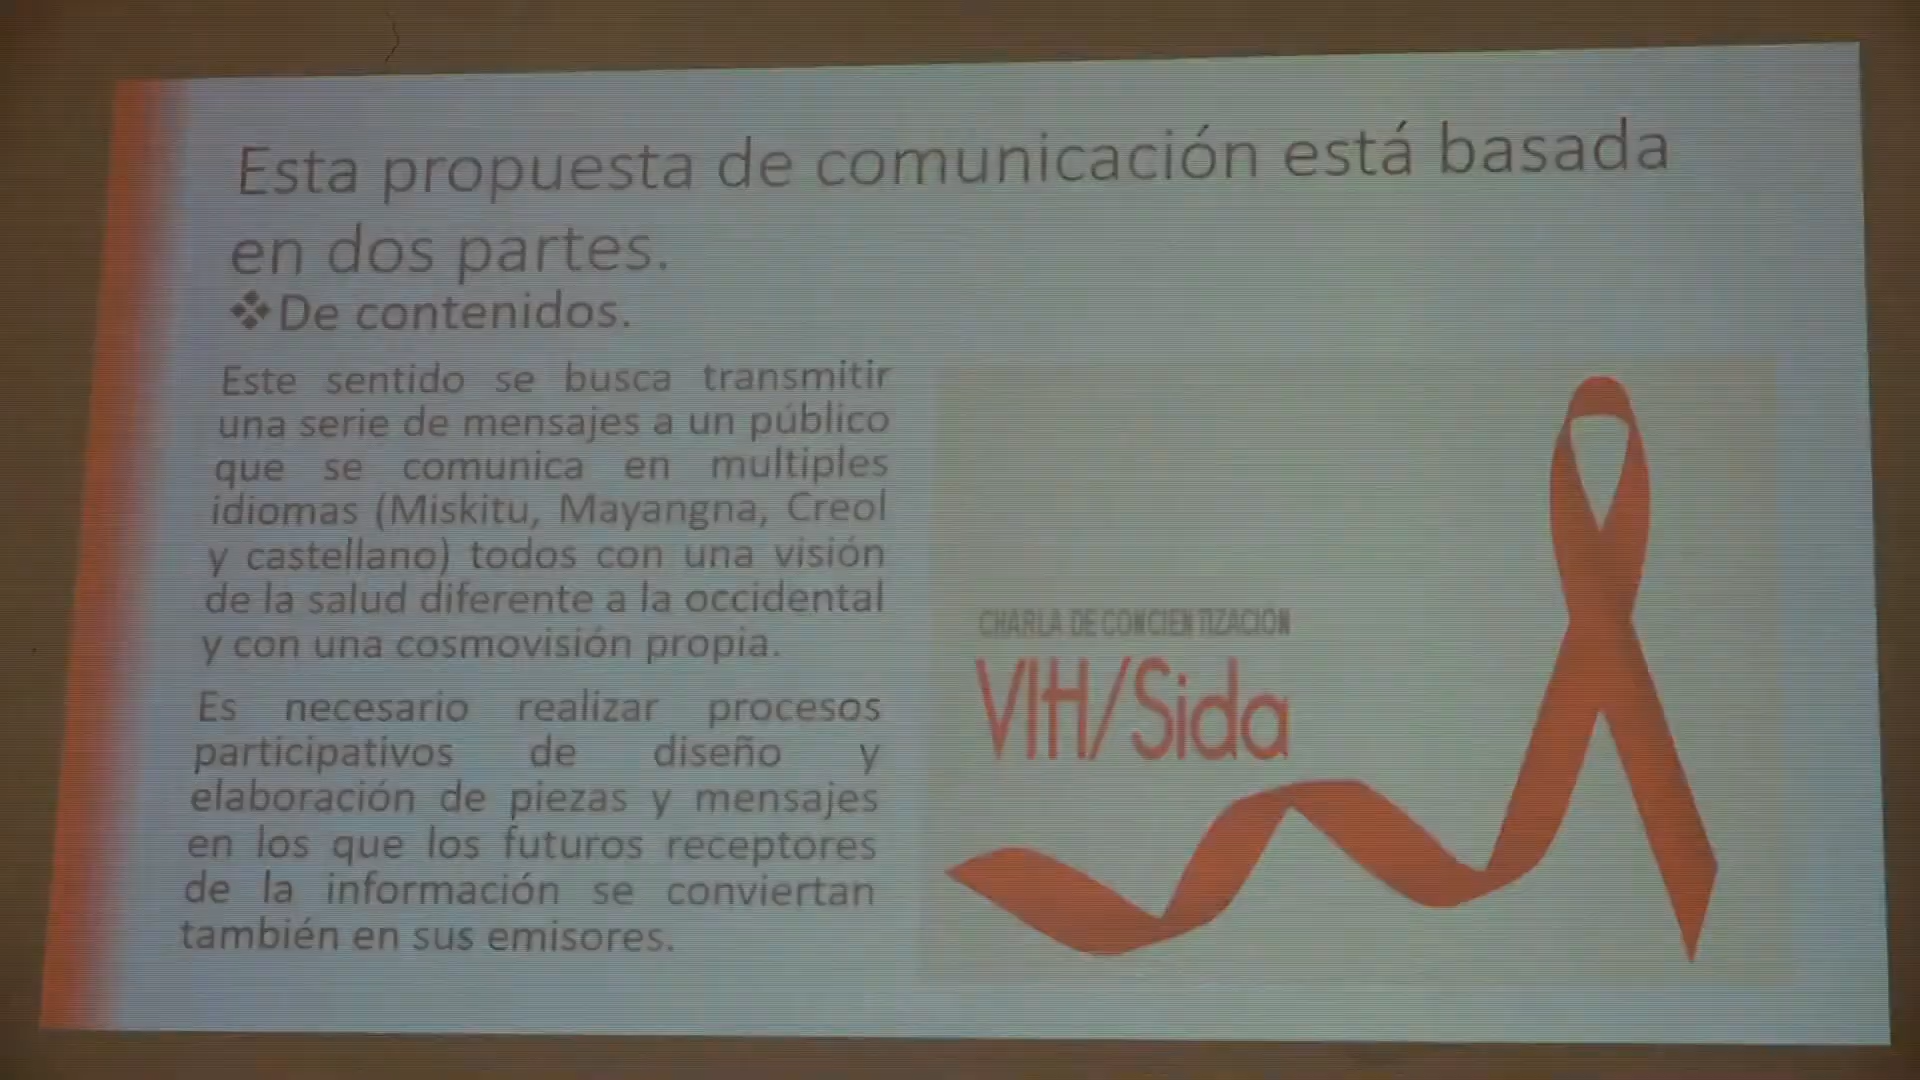 Esta propuesta de comunicación está basada
en dos partes.
❖De contenidos.
Este sentido se busca transmitir
una serie de mensajes a un público
que se comunica en multiples
idiomas (Miskitu, Mayangna, Creol
y castellano) todos con una visión
de la salud diferente a la occidental
y con una cosmovisión propia.
Es necesario realizar procesos
participativos de diseño y
elaboración de piezas y mensajes
en los que los futuros receptores
de la información se conviertan
también en sus emisores.
CHARLA DE CONCIENTIZACION
VIH/Sida